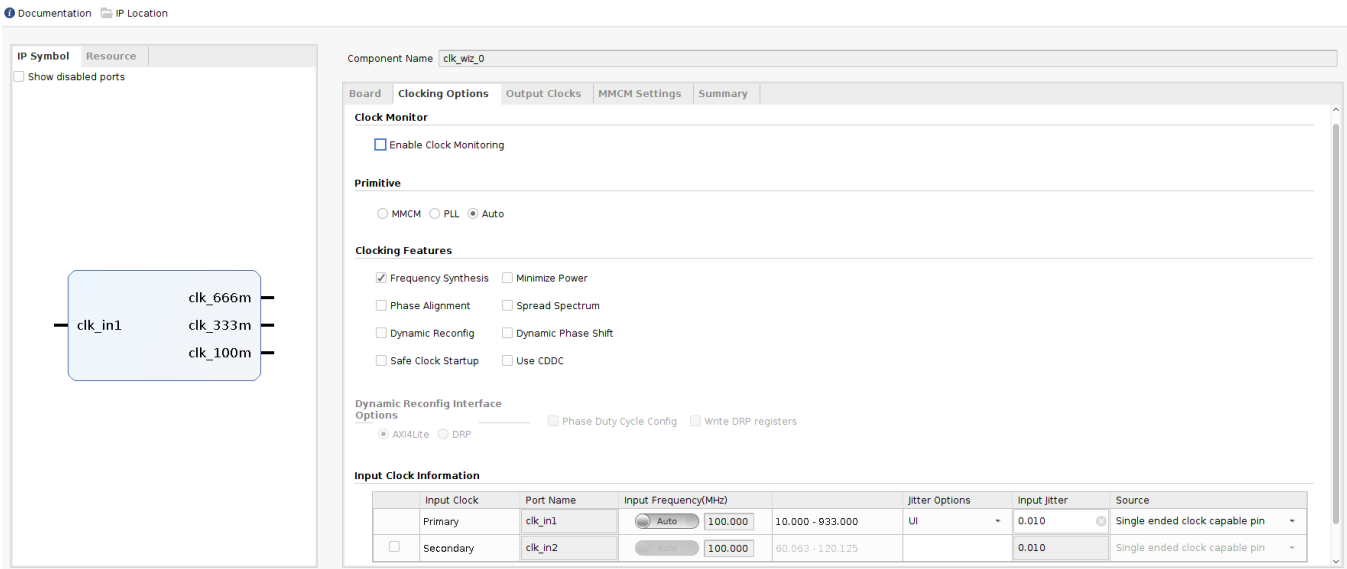 Documentation IP Location
IP Symbol Resource
Show disabled ports
clk_in1
clk_666m
clk_333m
clk_100m
Component Name clk_wiz_0
Board Clocking Options Output Clocks MMCM Settings Summary
Clock Monitor
Enable Clock Monitoring
Primitive
MMCM PLL Auto
Clocking Features
Frequency Synthesis Minimize Power
Phase Alignment Spread Spectrum
Dynamic Reconfig Dynamic Phase Shift
Safe Clock Startup Use CDDC
Dynamic Reconfig Interface
Options
Phase Duty Cycle Config Write DRP registers
AXI4Lite DRP
Input Clock Information
Input Clock Port Name Input Frequency(MHz) Jitter Options Input Jitter Source
Primary clk_in1 Auto 100.000 10.000 - 933.000 UI 0.010 Single ended clock capable pin
Secondary clk_in2 Auto 100.000 60.063 - 120.125 0.010 Single ended clock capable pin